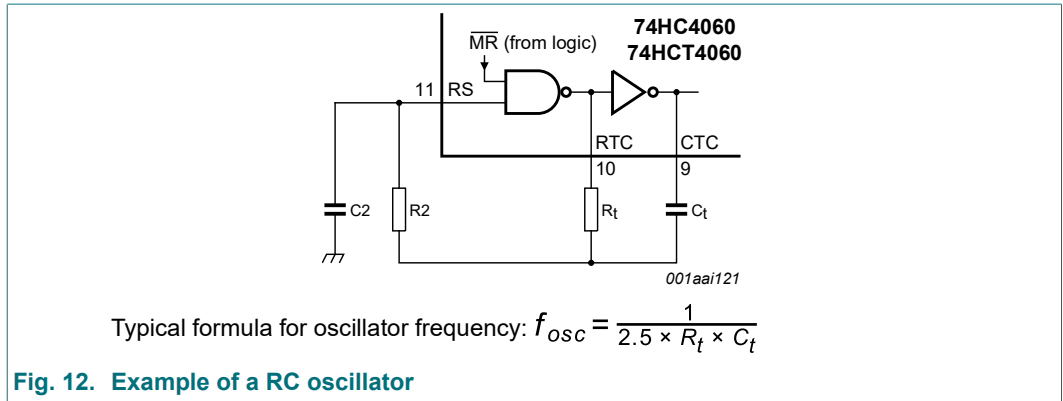 74HC4060
74HCT4060
MR (from logic)
11 RS
RTC
CTC
10
9
C2
R2
Rt
Ct
001aai121
Typical formula for oscillator frequency: fosc = 1 / (2.5 × Rt × Ct)
Fig. 12. Example of a RC oscillator